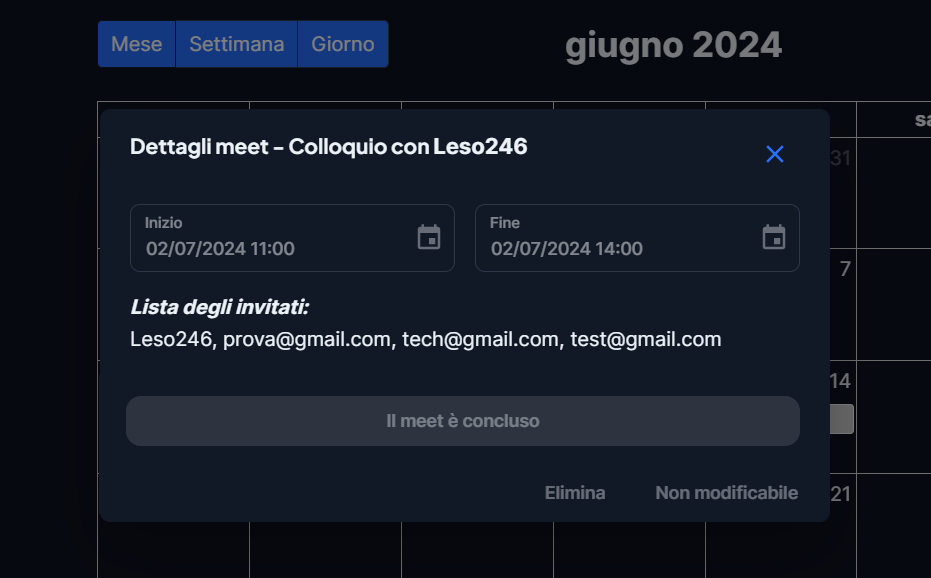 Mese Settimana Giorno
giugno 2024
31
Dettagli meet – Colloquio con Leso246
Inizio
02/07/2024 11:00
Fine
02/07/2024 14:00
7
Lista degli invitati:
Leso246, prova@gmail.com, tech@gmail.com, test@gmail.com
14
Il meet è concluso
Elimina Non modificabile
21